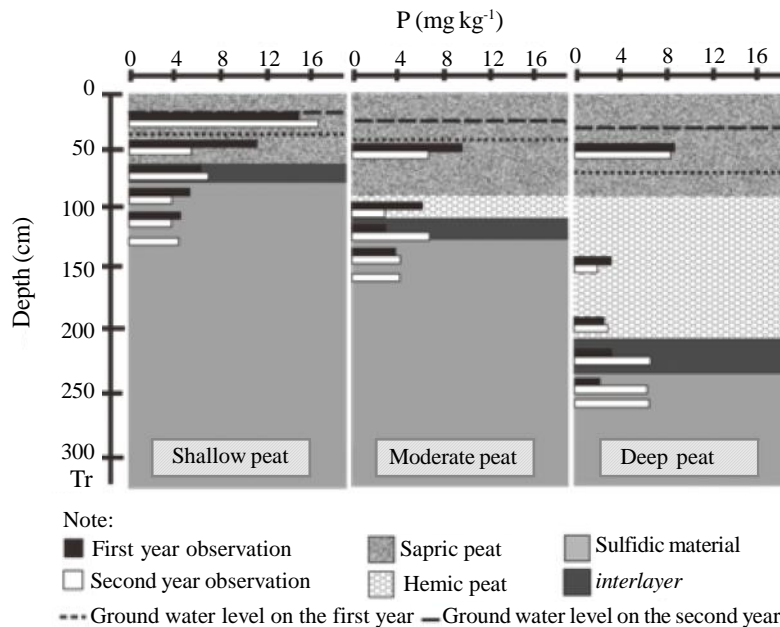 P (mg kg⁻¹)
0 4 8 12 16 0 4 8 12 16 0 4 8 12 16
Depth (cm)
0
50
100
150
200
250
300
Tr
Shallow peat Moderate peat Deep peat
Note:
First year observation Sapric peat Sulfidic material
Second year observation Hemic peat interlayer
Ground water level on the first year Ground water level on the second year